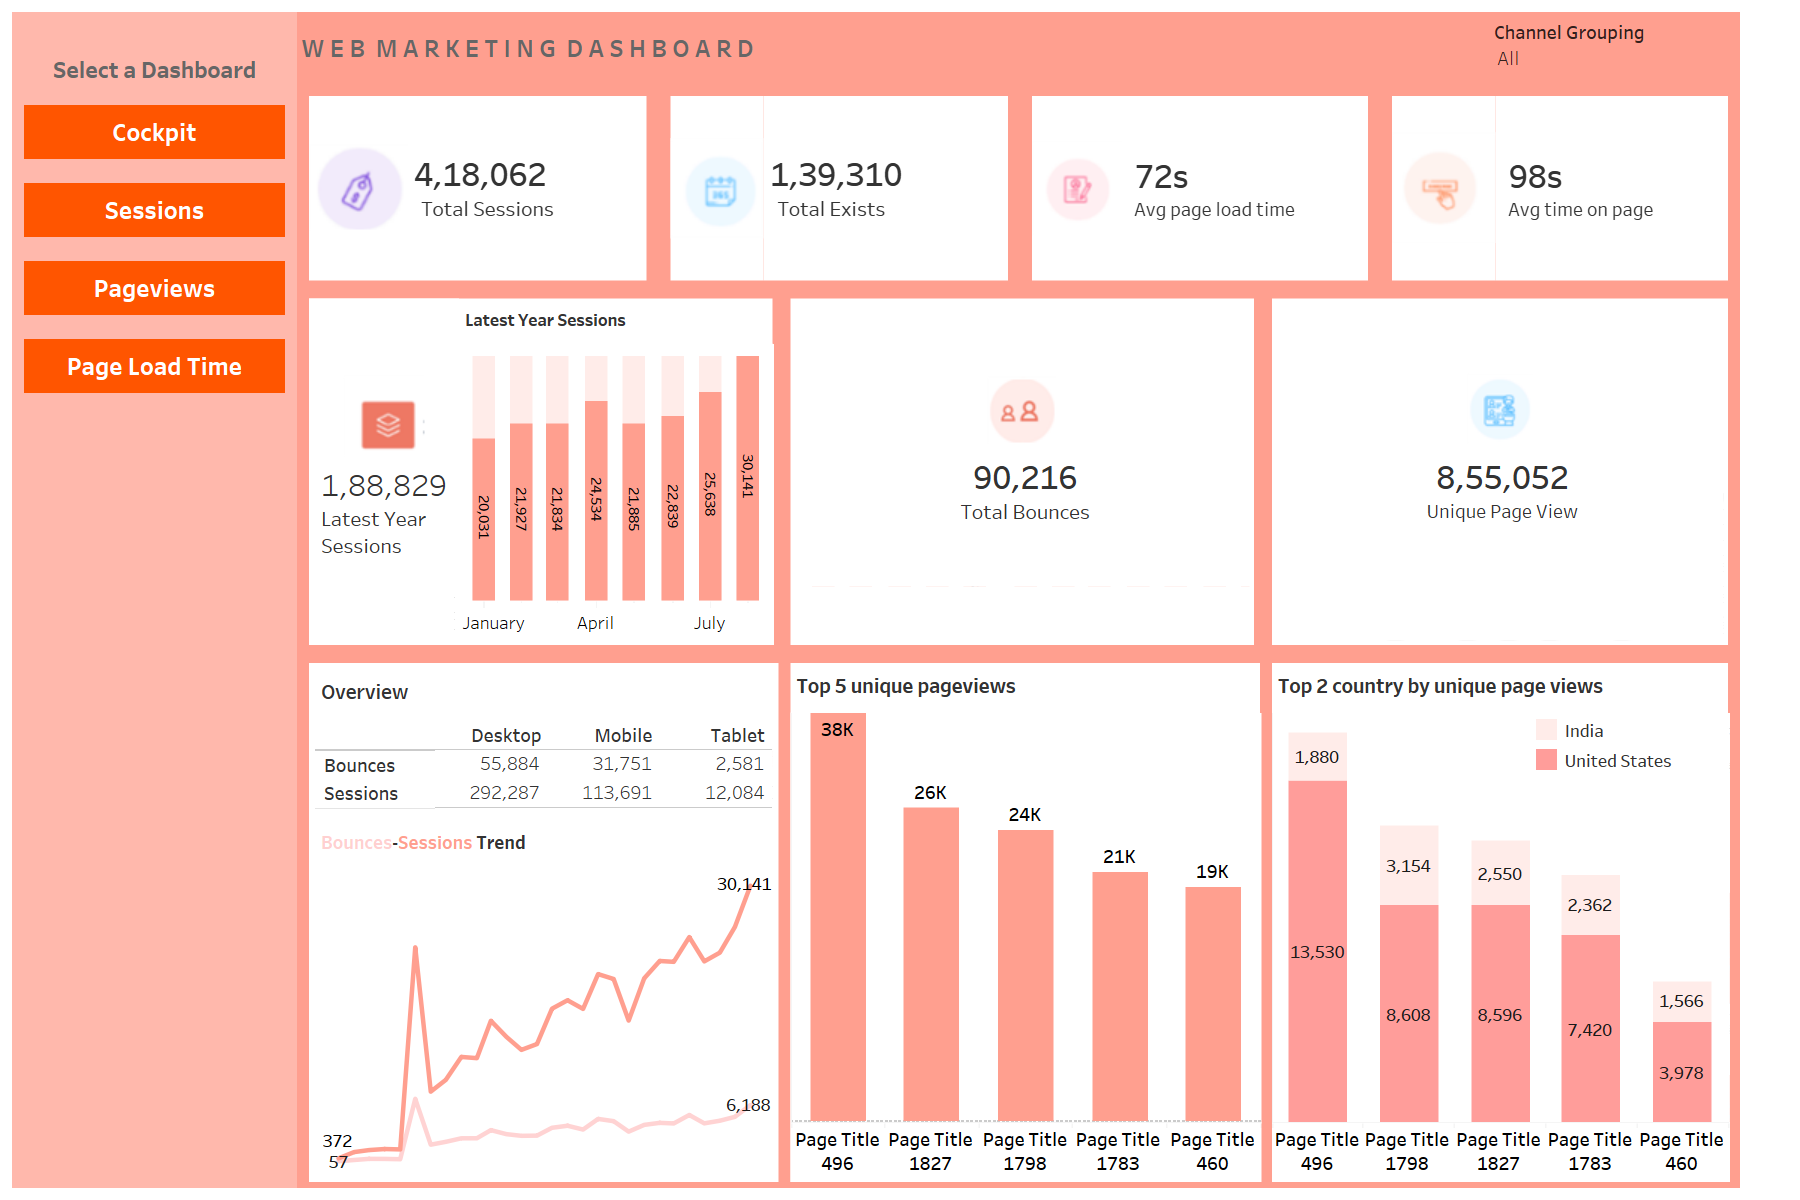 Select a Dashboard
Cockpit
Sessions
Pageviews
Page Load Time
WEB MARKETING DASHBOARD
Channel Grouping
All
4,18,062
Total Sessions
1,39,310
Total Exists
72s
Avg page load time
98s
Avg time on page
1,88,829
Latest Year
Sessions
Latest Year Sessions
20,031
21,927
21,834
24,534
21,885
22,839
25,638
30,141
January April July
90,216
Total Bounces
8,55,052
Unique Page View
Overview
Desktop Mobile Tablet
Bounces 55,884 31,751 2,581
Sessions 292,287 113,691 12,084
Bounces-Sessions Trend
30,141
6,188
372
57
Top 5 unique pageviews
38K
26K
24K
21K
19K
Page Title Page Title Page Title Page Title Page Title
496 1827 1798 1783 460
Top 2 country by unique page views
India
United States
1,880
3,154
2,550
2,362
1,566
13,530
8,608
8,596
7,420
3,978
Page Title Page Title Page Title Page Title Page Title
496 1798 1827 1783 460